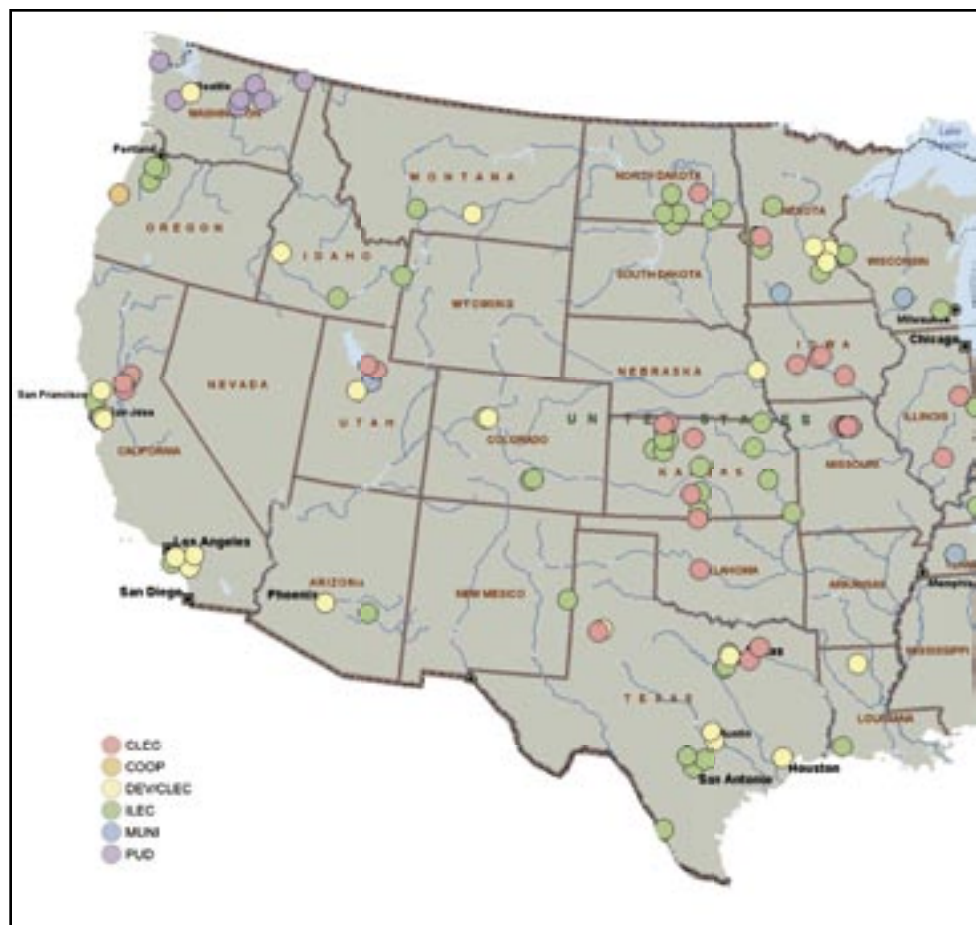 Lake
Superior
Seattle
WASHINGTON
Portland
MONTANA
NORTH DAKOTA
OREGON
IDAHO
SOUTH DAKOTA
WISCONSIN
WYOMING
Milwaukee
Chicago
IOWA
NEBRASKA
San Francisco
NEVADA
San Jose
UTAH
UNITED STATES
COLORADO
ILLINOIS
CALIFORNIA
KANSAS
MISSOURI
Los Angeles
San Diego
ARIZONA
Phoenix
NEW MEXICO
OKLAHOMA
ARKANSAS
Memphis
MISSISSIPPI
TEXAS
LOUISIANA
Austin
San Antonio
Houston
CLEC
COOP
DEV/CLEC
ILEC
MUNI
PUD